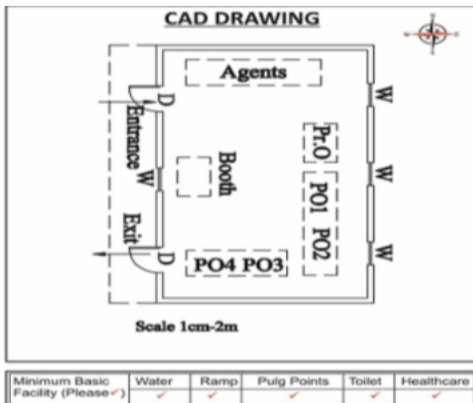 CAD DRAWING
Agents
D
W
Entrance
Pr.O
W
Booth
W
PO1 PO2
Exit
W
D
PO4 PO3
Scale 1cm-2m
Minimum Basic Facility (Please✓)
Water
Ramp
Pulg Points
Toilet
Healthcare
✓ ✓ ✓ ✓ ✓